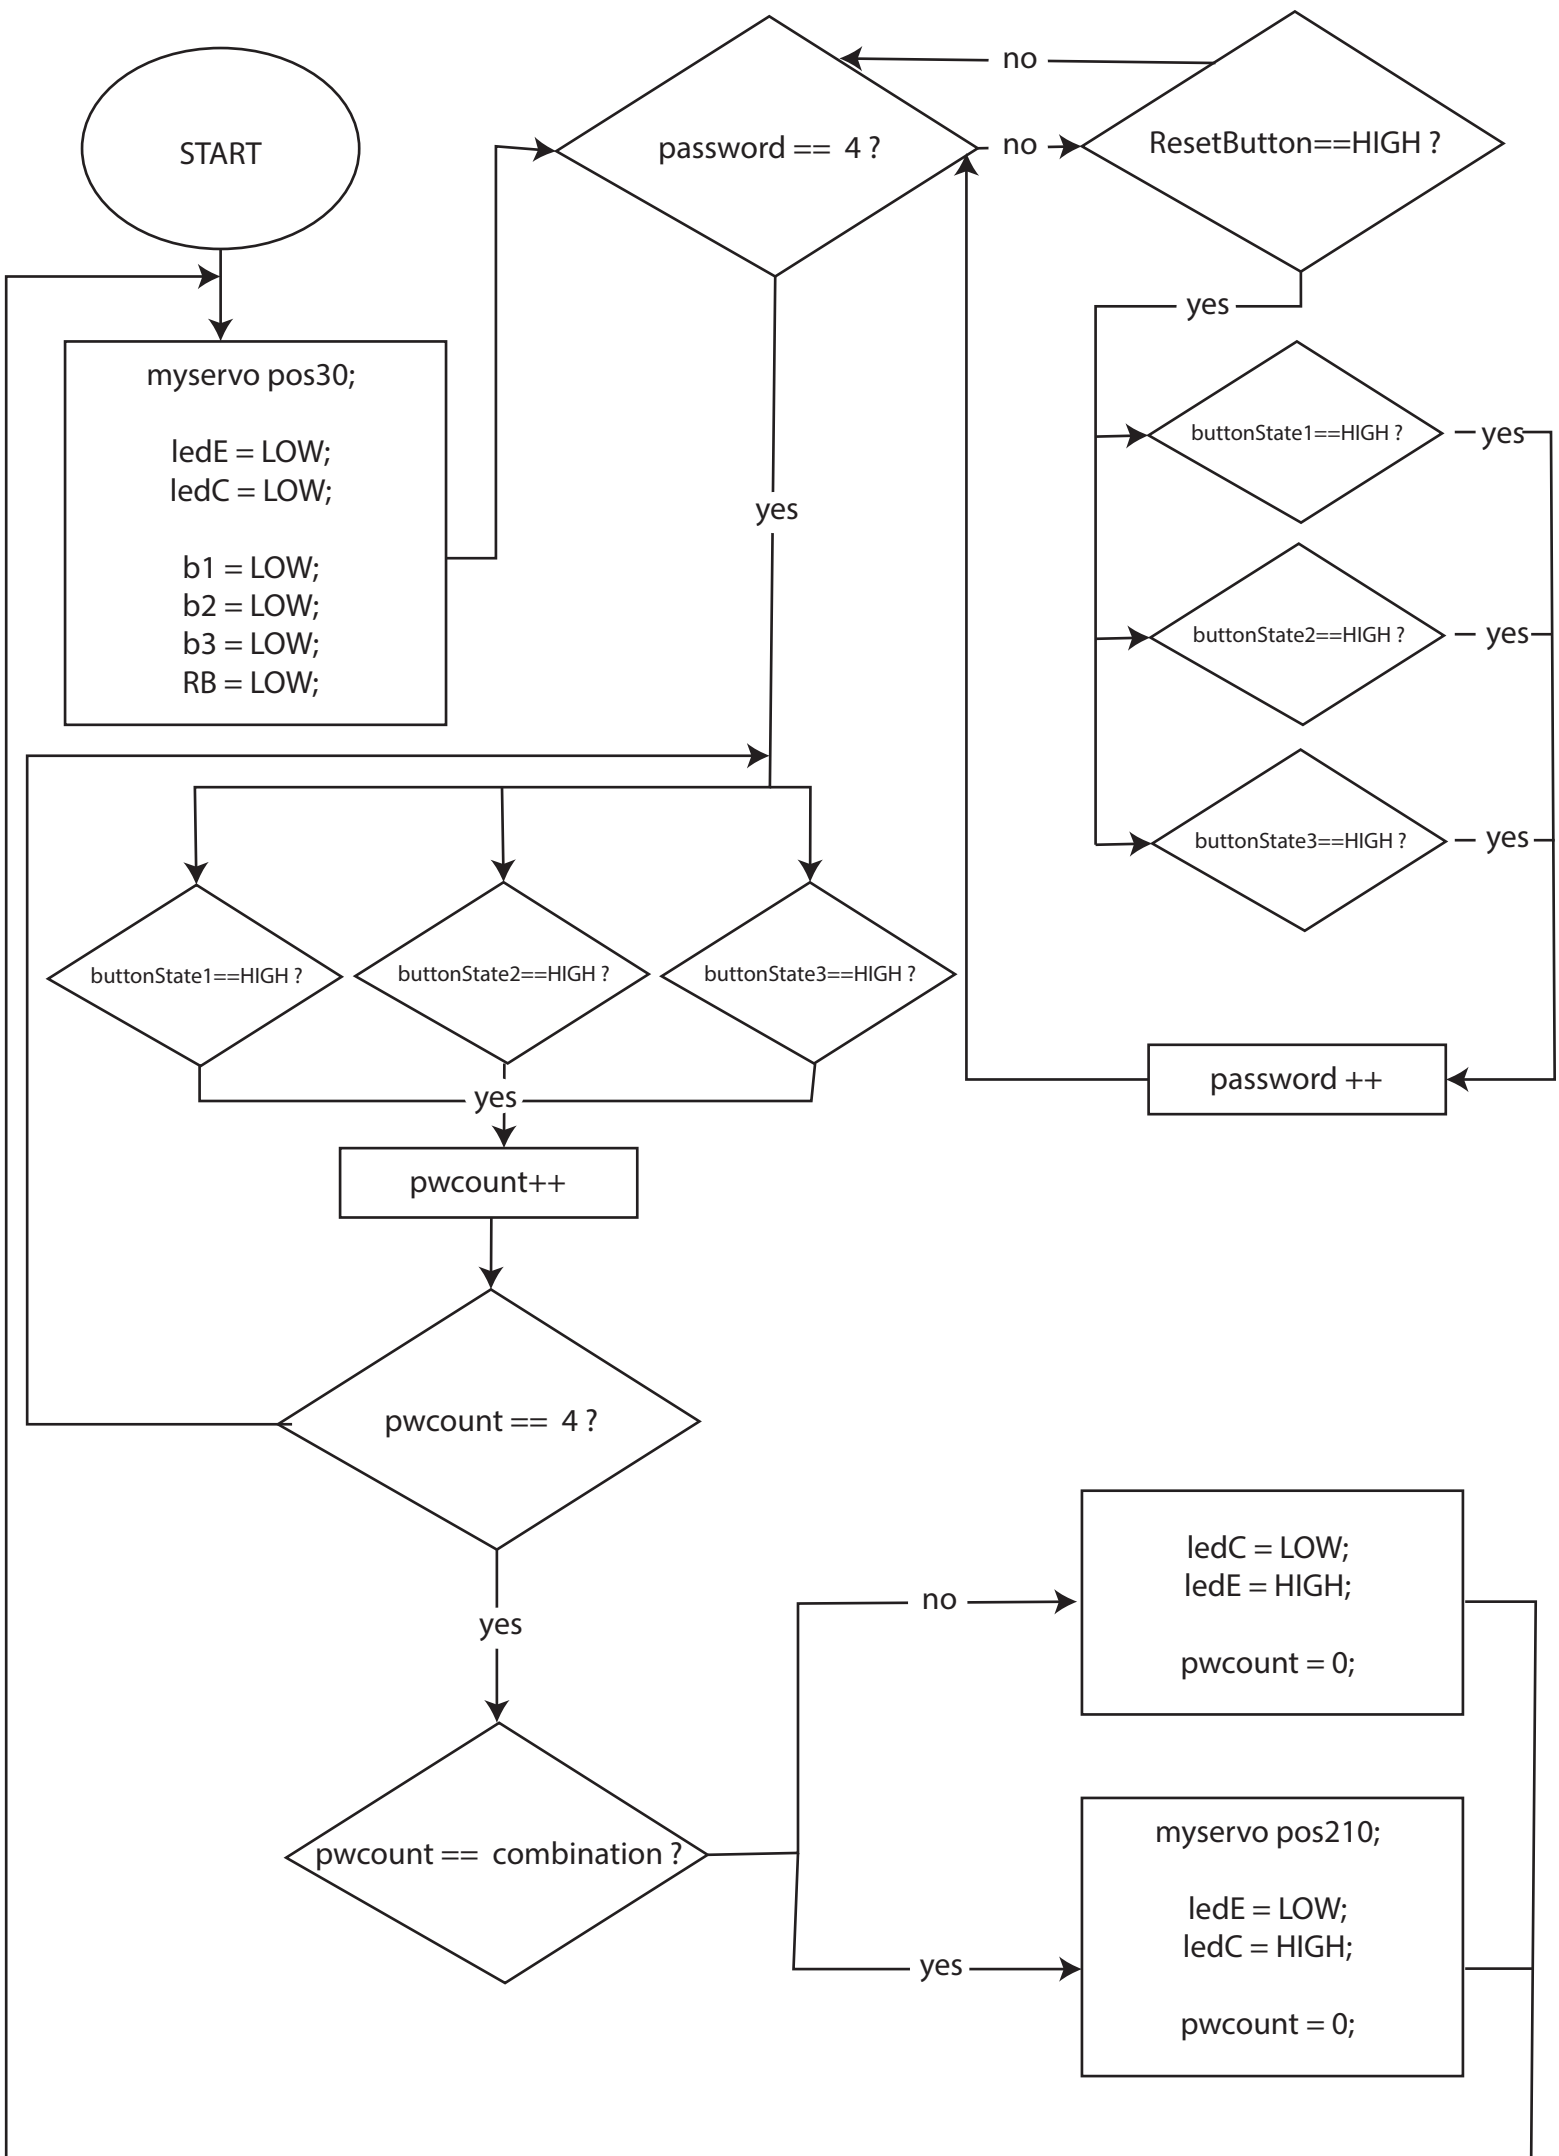 START
myservo pos30;
ledE = LOW;
ledC = LOW;
b1 = LOW;
b2 = LOW;
b3 = LOW;
RB = LOW;
password == 4 ?
no
no
ResetButton==HIGH ?
yes
buttonState1==HIGH ?
yes
buttonState2==HIGH ?
yes
buttonState3==HIGH ?
yes
password ++
yes
buttonState1==HIGH ?
buttonState2==HIGH ?
buttonState3==HIGH ?
yes
pwcount++
pwcount == 4 ?
yes
pwcount == combination ?
no
ledC = LOW;
ledE = HIGH;
pwcount = 0;
yes
myservo pos210;
ledE = LOW;
ledC = HIGH;
pwcount = 0;